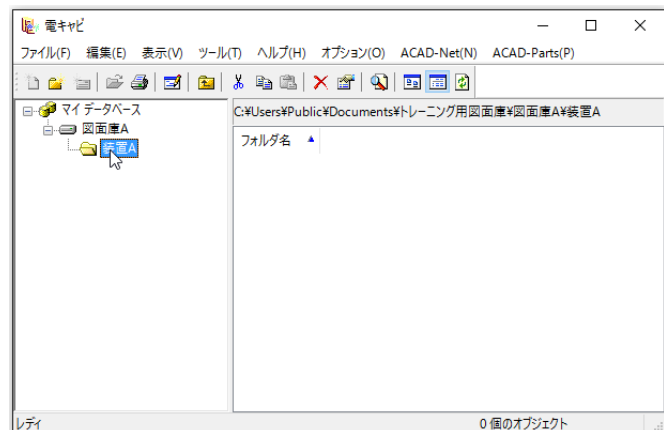 電キャビ
ファイル(F) 編集(E) 表示(V) ツール(T) ヘルプ(H) オプション(O) ACAD-Net(N) ACAD-Parts(P)
マイ データベース
図面庫A
装置A
C:¥Users¥Public¥Documents¥トレーニング用図面庫¥図面庫A¥装置A
フォルダ名
レディ
0 個のオブジェクト